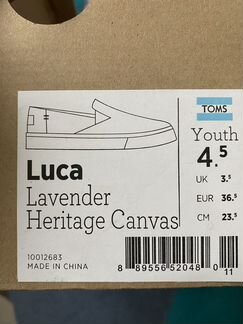 TOMS
Youth
4.5
UK 3.5
EUR 36.5
CM 23.5
Luca
Lavender
Heritage Canvas
10012683
MADE IN CHINA
8 89556 52048 0
11